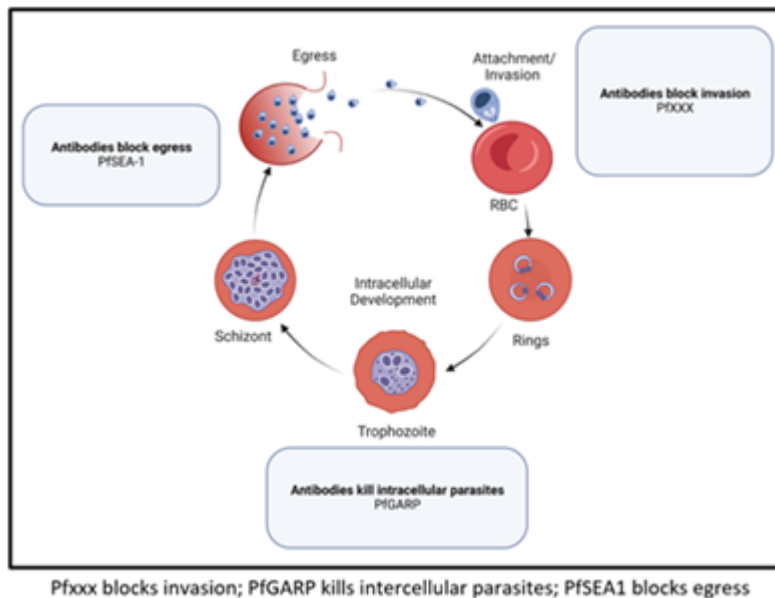 Egress
Attachment/
Invasion
Antibodies block invasion
PfXXX
Antibodies block egress
PfSEA-1
RBC
Intracellular
Development
Schizont
Rings
Trophozoite
Antibodies kill intracellular parasites
PfGARP
Pfxxx blocks invasion; PfGARP kills intercellular parasites; PfSEA1 blocks egress